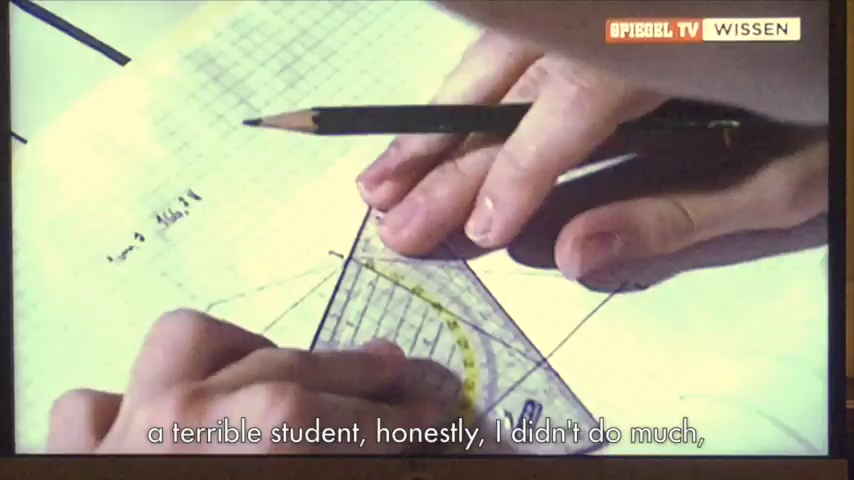 SPIEGEL TV WISSEN
a terrible student, honestly, I didn't do much,